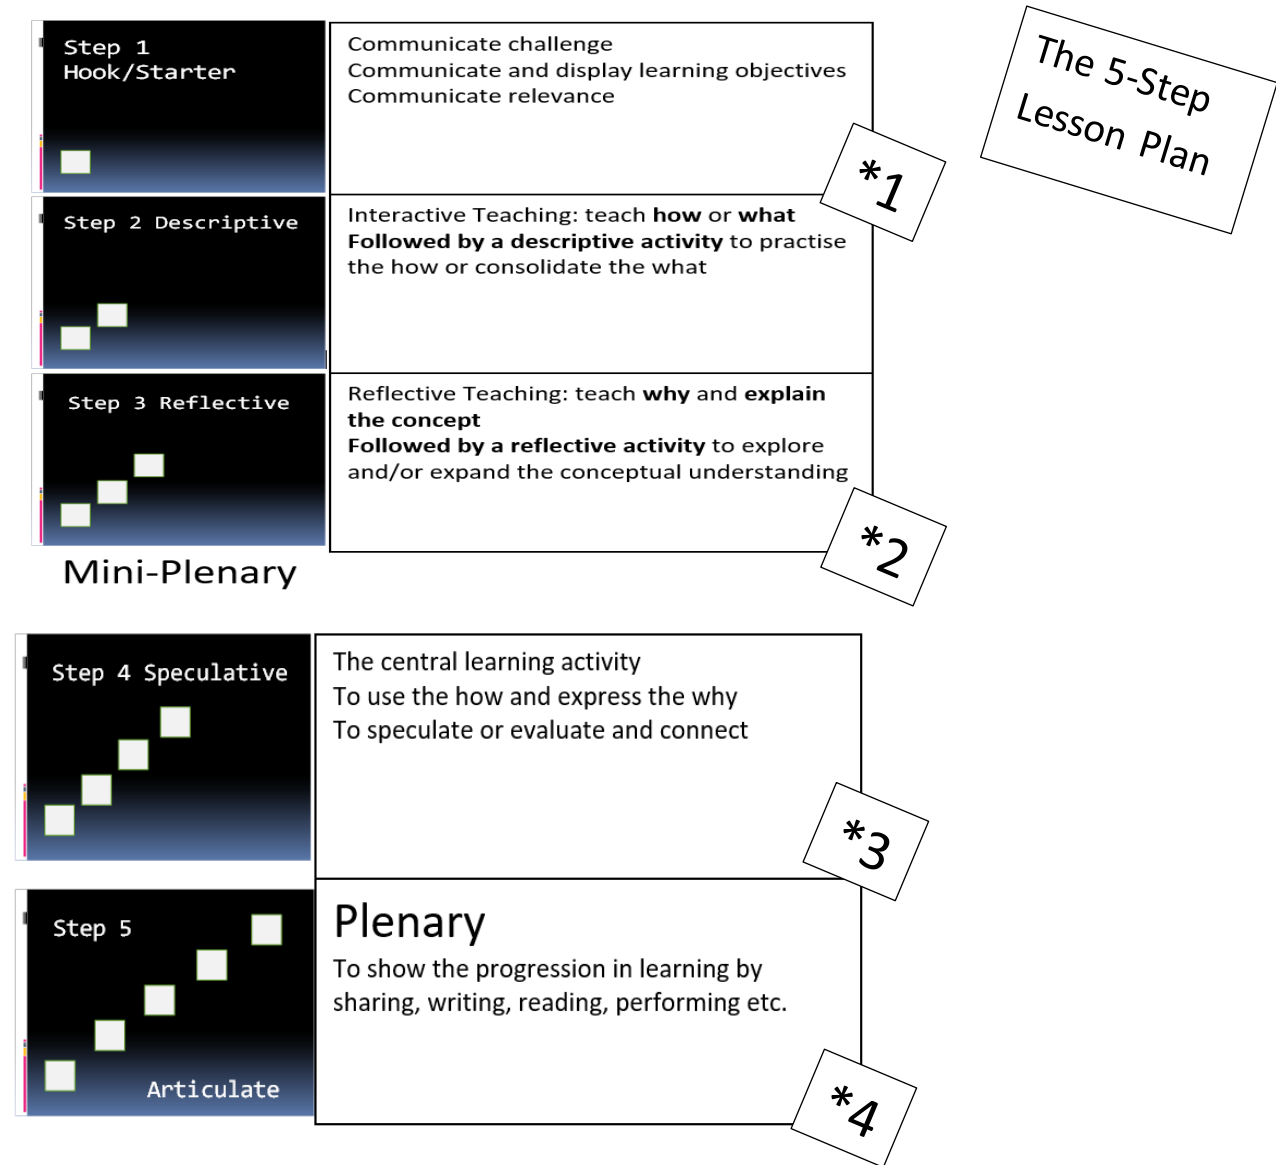 The 5-Step
Lesson Plan
Step 1
Hook/Starter
Communicate challenge
Communicate and display learning objectives
Communicate relevance
*1
Step 2 Descriptive
Interactive Teaching: teach how or what
Followed by a descriptive activity to practise
the how or consolidate the what
Step 3 Reflective
Reflective Teaching: teach why and explain
the concept
Followed by a reflective activity to explore
and/or expand the conceptual understanding
*2
Mini-Plenary
Step 4 Speculative
The central learning activity
To use the how and express the why
To speculate or evaluate and connect
*3
Step 5
Articulate
Plenary
To show the progression in learning by
sharing, writing, reading, performing etc.
*4